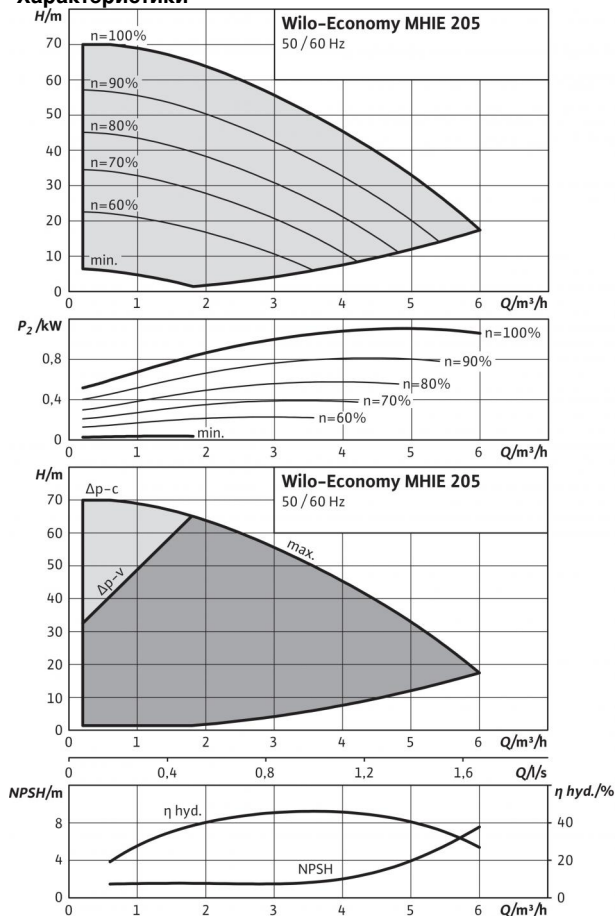 Характеристики
H/m
Wilo-Economy MHIE 205
50 / 60 Hz
70
60
50
40
30
20
10
0
n=100%
n=90%
n=80%
n=70%
n=60%
min.
0 1 2 3 4 5 6 Q/m³/h
P₂ /kW
0,8
0,4
0
n=100%
n=90%
n=80%
n=70%
n=60%
min.
0 1 2 3 4 5 6 Q/m³/h
H/m
Wilo-Economy MHIE 205
50 / 60 Hz
70
60
50
40
30
20
10
0
Δp-c
Δp-v
max.
0 1 2 3 4 5 6 Q/m³/h
0 0,4 0,8 1,2 1,6 Q/l/s
NPSH/m
η hyd./%
8
4
0
η hyd.
NPSH
40
20
0
0 1 2 3 4 5 6 Q/m³/h